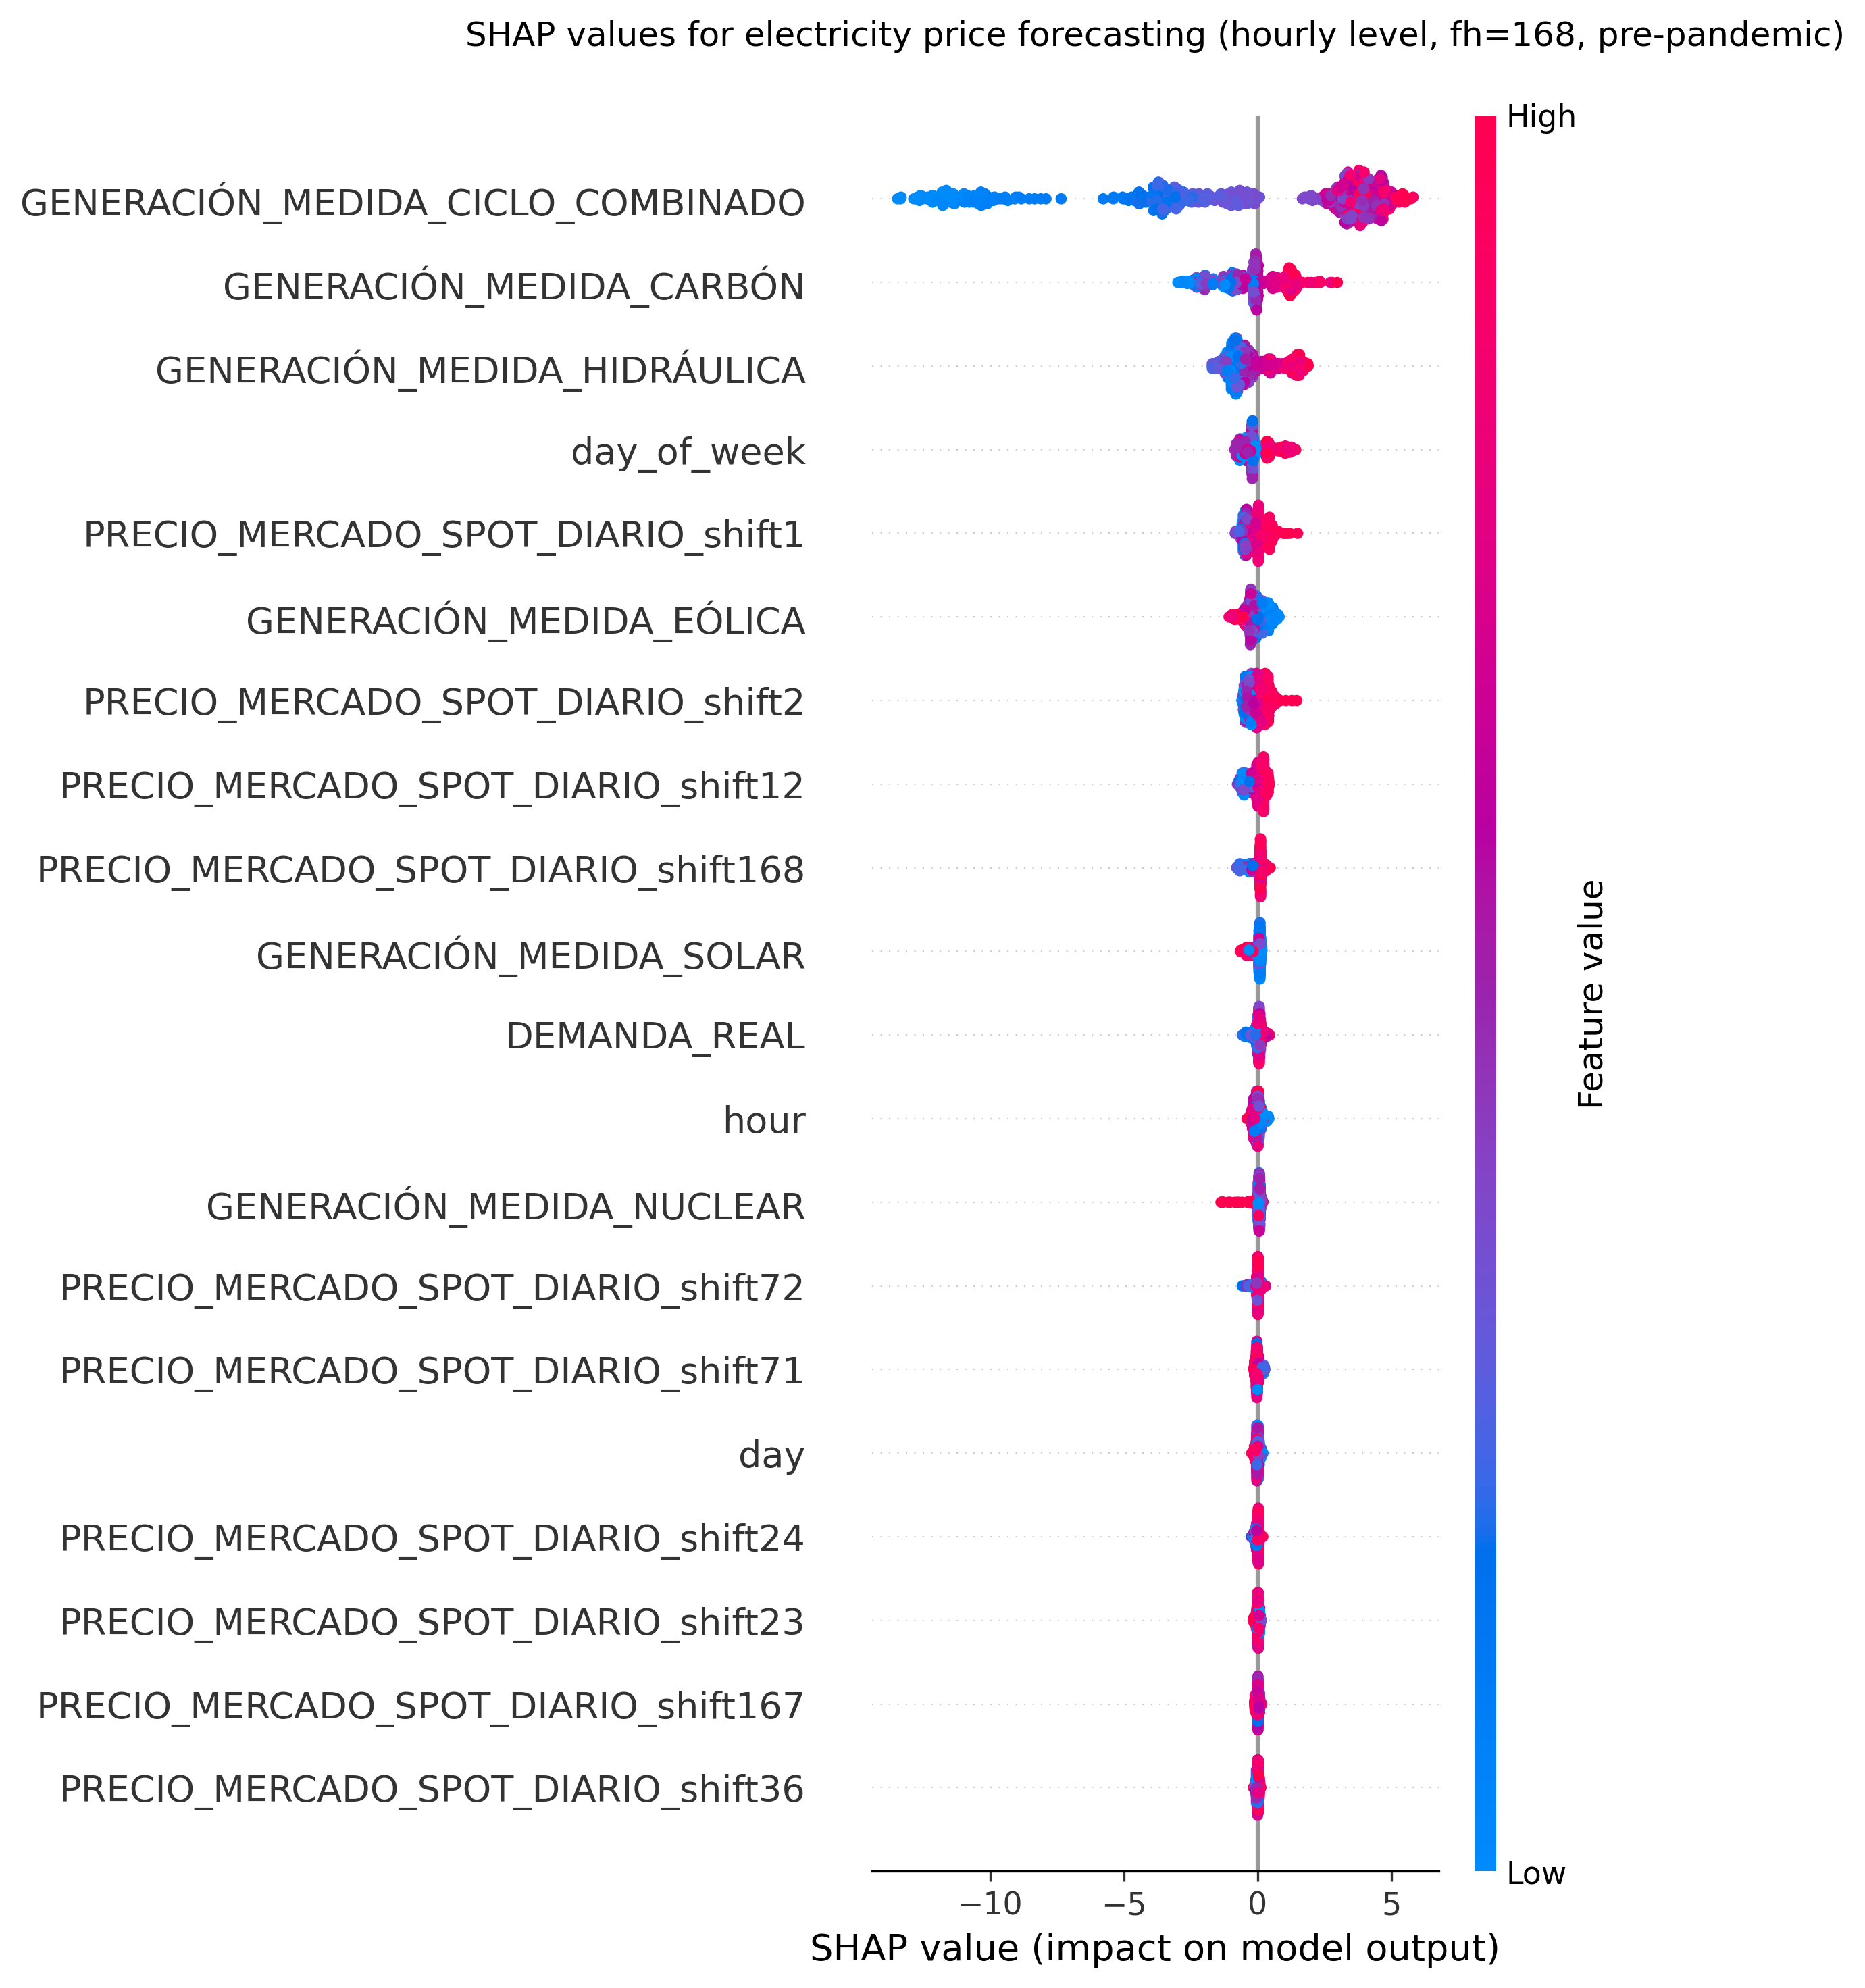 SHAP values for electricity price forecasting (hourly level, fh=168, pre-pandemic)
High
GENERACIÓN_MEDIDA_CICLO_COMBINADO
GENERACIÓN_MEDIDA_CARBÓN
GENERACIÓN_MEDIDA_HIDRÁULICA
day_of_week
PRECIO_MERCADO_SPOT_DIARIO_shift1
GENERACIÓN_MEDIDA_EÓLICA
PRECIO_MERCADO_SPOT_DIARIO_shift2
PRECIO_MERCADO_SPOT_DIARIO_shift12
PRECIO_MERCADO_SPOT_DIARIO_shift168
GENERACIÓN_MEDIDA_SOLAR
DEMANDA_REAL
hour
GENERACIÓN_MEDIDA_NUCLEAR
PRECIO_MERCADO_SPOT_DIARIO_shift72
PRECIO_MERCADO_SPOT_DIARIO_shift71
day
PRECIO_MERCADO_SPOT_DIARIO_shift24
PRECIO_MERCADO_SPOT_DIARIO_shift23
PRECIO_MERCADO_SPOT_DIARIO_shift167
PRECIO_MERCADO_SPOT_DIARIO_shift36
Feature value
Low
−10 −5 0 5
SHAP value (impact on model output)